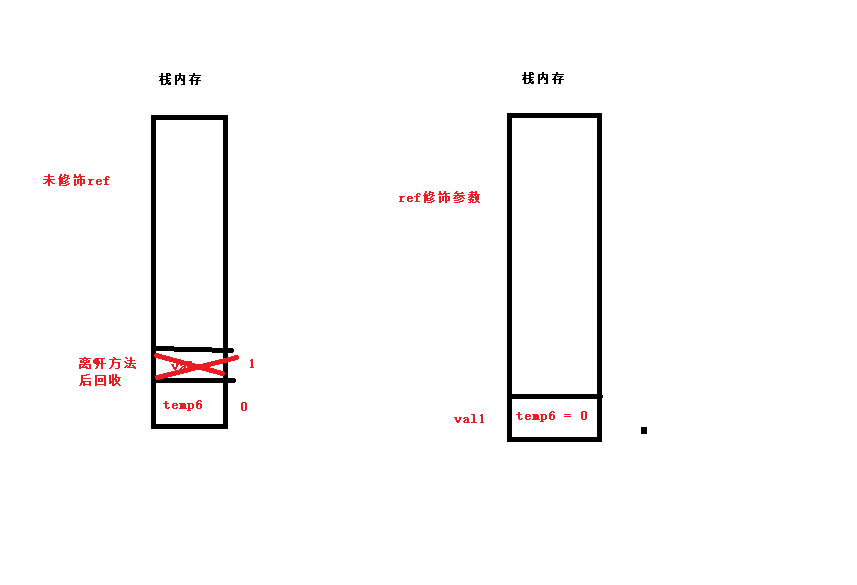 栈内存
栈内存
未修饰ref
ref修饰参数
离开方法
后回收
1
temp6
0
val1
temp6 = 0